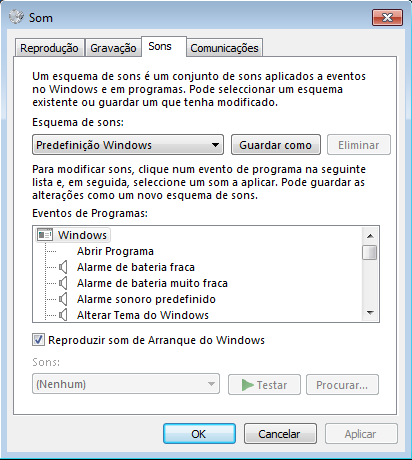 Som
Reprodução Gravação Sons Comunicações
Um esquema de sons é um conjunto de sons aplicados a eventos
no Windows e em programas. Pode seleccionar um esquema
existente ou guardar um que tenha modificado.
Esquema de sons:
Predefinição Windows Guardar como Eliminar
Para modificar sons, clique num evento de programa na seguinte
lista e, em seguida, seleccione um som a aplicar. Pode guardar as
alterações como um novo esquema de sons.
Eventos de Programas:
Windows
Abrir Programa
Alarme de bateria fraca
Alarme de bateria muito fraca
Alarme sonoro predefinido
Alterar Tema do Windows
Reproduzir som de Arranque do Windows
Sons:
(Nenhum) Testar Procurar...
OK Cancelar Aplicar